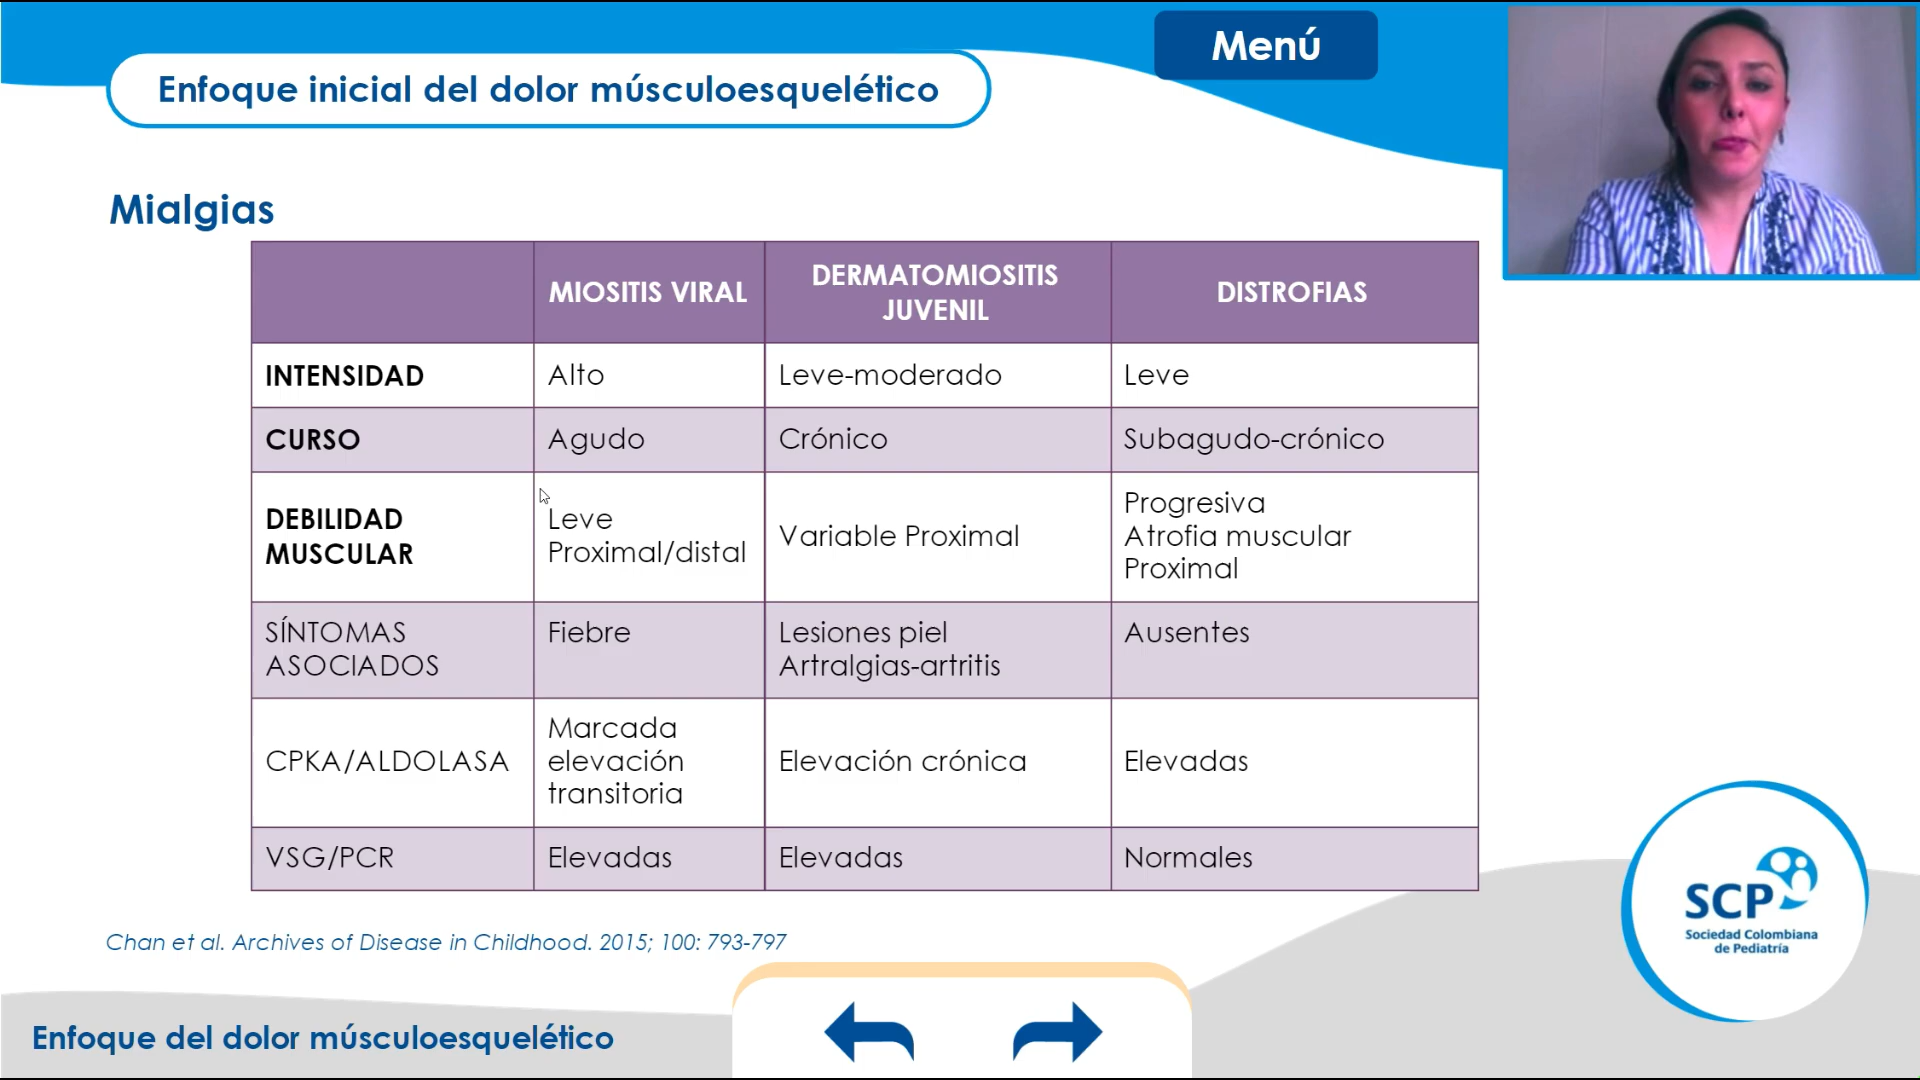 Menú
Enfoque inicial del dolor músculoesquelético
Mialgias
MIOSITIS VIRAL
DERMATOMIOSITIS
JUVENIL
DISTROFIAS
INTENSIDAD
Alto
Leve-moderado
Leve
CURSO
Agudo
Crónico
Subagudo-crónico
DEBILIDAD
MUSCULAR
Leve
Proximal/distal
Variable Proximal
Progresiva
Atrofia muscular
Proximal
SÍNTOMAS
ASOCIADOS
Fiebre
Lesiones piel
Artralgias-artritis
Ausentes
CPKA/ALDOLASA
Marcada
elevación
transitoria
Elevación crónica
Elevadas
VSG/PCR
Elevadas
Elevadas
Normales
Chan et al. Archives of Disease in Childhood. 2015; 100: 793-797
SCP
Sociedad Colombiana
de Pediatría
Enfoque del dolor músculoesquelético